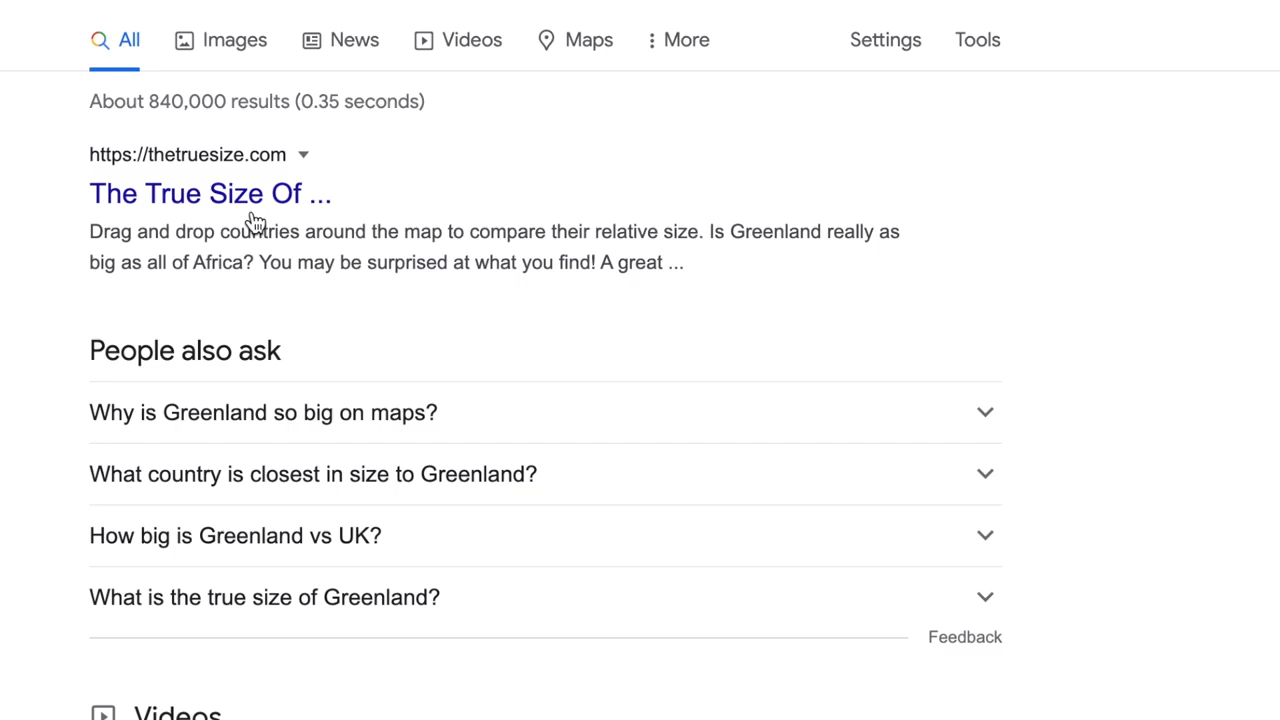 All Images News Videos Maps More Settings Tools
About 840,000 results (0.35 seconds)
https://thetruesize.com
The True Size Of ...
Drag and drop countries around the map to compare their relative size. Is Greenland really as
big as all of Africa? You may be surprised at what you find! A great ...
People also ask
Why is Greenland so big on maps?
What country is closest in size to Greenland?
How big is Greenland vs UK?
What is the true size of Greenland?
Feedback
Videos